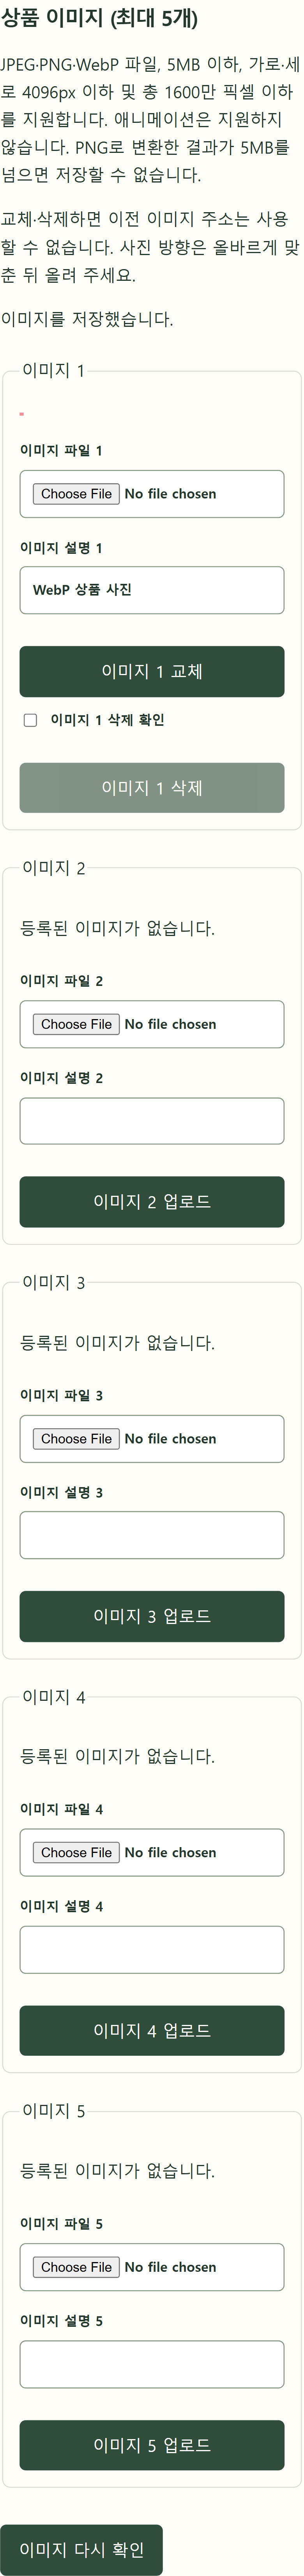 상품 이미지 (최대 5개)
JPEG·PNG·WebP 파일, 5MB 이하, 가로·세
로 4096px 이하 및 총 1600만 픽셀 이하
를 지원합니다. 애니메이션은 지원하지
않습니다. PNG로 변환한 결과가 5MB를
넘으면 저장할 수 없습니다.
교체·삭제하면 이전 이미지 주소는 사용
할 수 없습니다. 사진 방향은 올바르게 맞
춘 뒤 올려 주세요.
이미지를 저장했습니다.
이미지 1
이미지 파일 1
Choose File No file chosen
이미지 설명 1
WebP 상품 사진
이미지 1 교체
이미지 1 삭제 확인
이미지 1 삭제
이미지 2
등록된 이미지가 없습니다.
이미지 파일 2
Choose File No file chosen
이미지 설명 2
이미지 2 업로드
이미지 3
등록된 이미지가 없습니다.
이미지 파일 3
Choose File No file chosen
이미지 설명 3
이미지 3 업로드
이미지 4
등록된 이미지가 없습니다.
이미지 파일 4
Choose File No file chosen
이미지 설명 4
이미지 4 업로드
이미지 5
등록된 이미지가 없습니다.
이미지 파일 5
Choose File No file chosen
이미지 설명 5
이미지 5 업로드
이미지 다시 확인